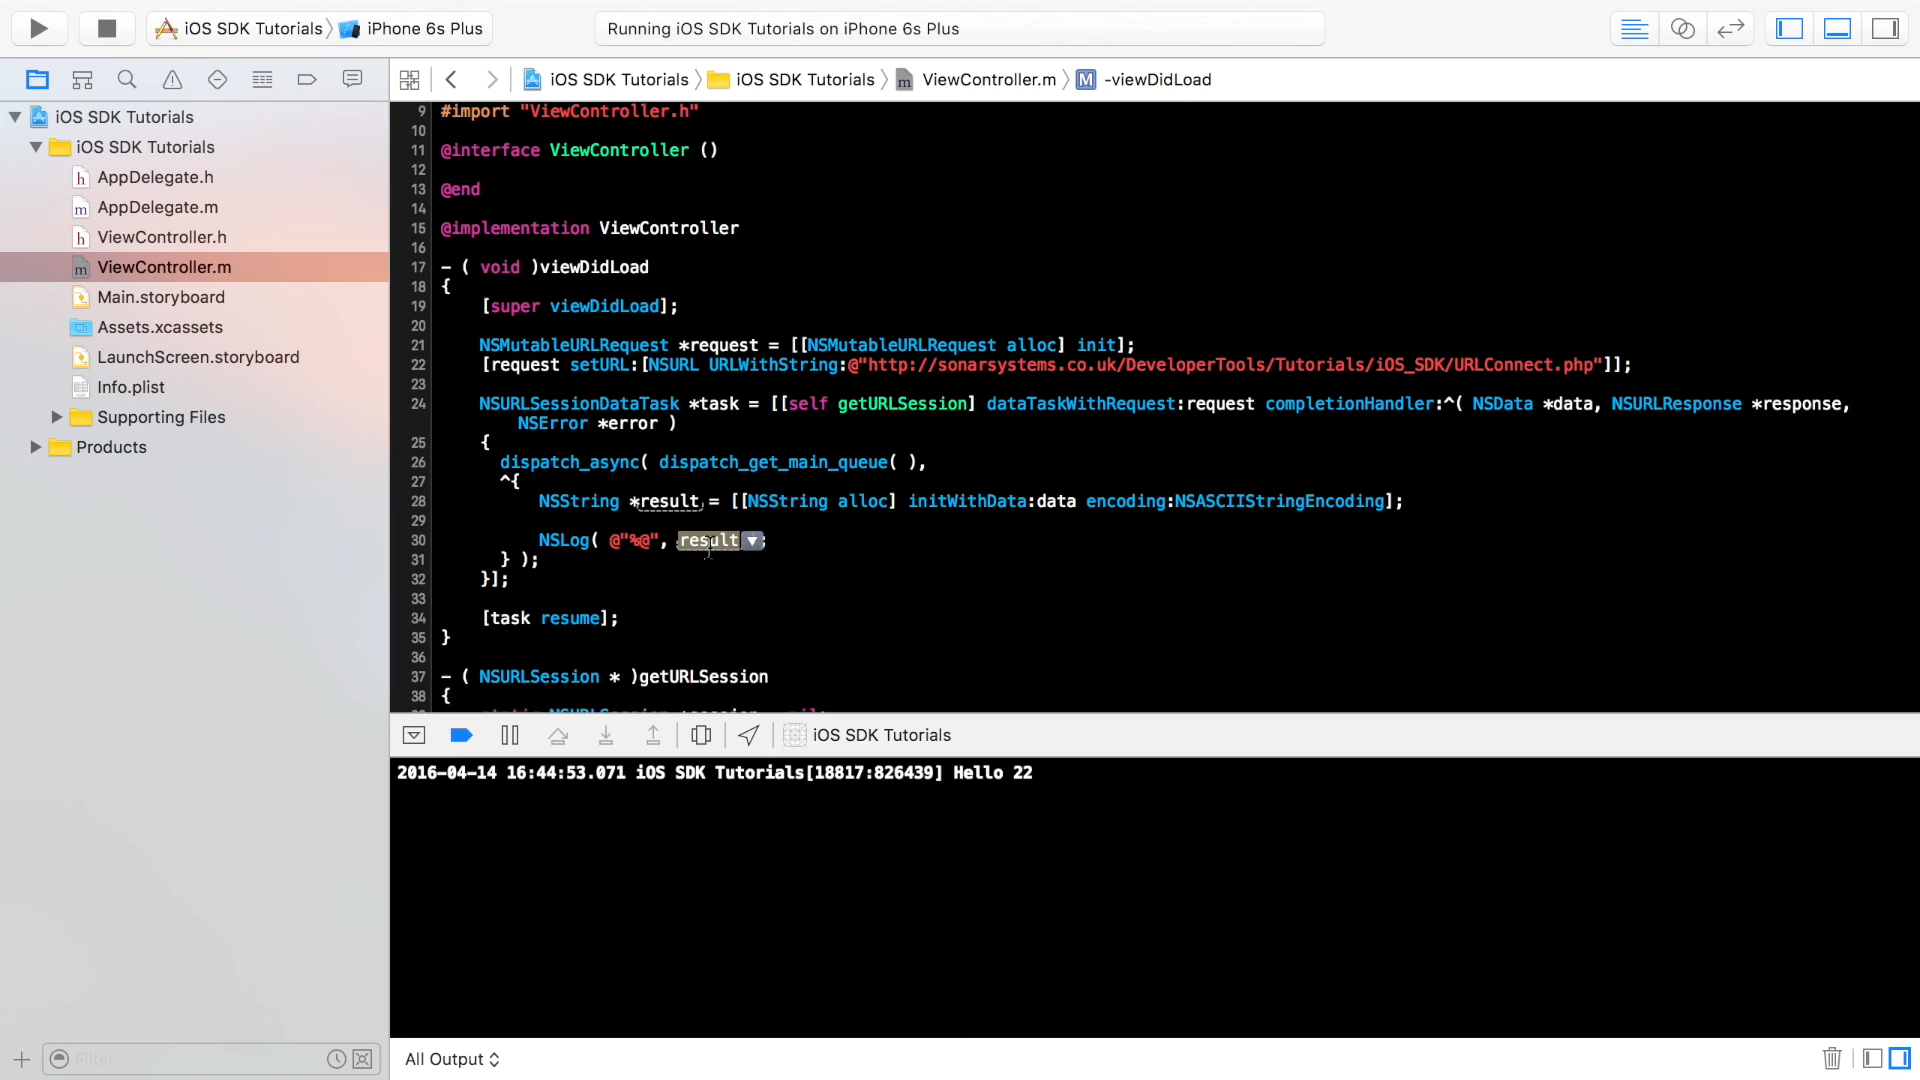 iOS SDK Tutorials iPhone 6s Plus Running iOS SDK Tutorials on iPhone 6s Plus
iOS SDK Tutorials iOS SDK Tutorials ViewController.m M -viewDidLoad
iOS SDK Tutorials
iOS SDK Tutorials
h AppDelegate.h
m AppDelegate.m
h ViewController.h
m ViewController.m
Main.storyboard
Assets.xcassets
LaunchScreen.storyboard
Info.plist
Supporting Files
Products
Filter
9 #import "ViewController.h"
10
11 @interface ViewController ()
12
13 @end
14
15 @implementation ViewController
16
17 - ( void )viewDidLoad
18 {
19 [super viewDidLoad];
20
21 NSMutableURLRequest *request = [[NSMutableURLRequest alloc] init];
22 [request setURL:[NSURL URLWithString:@"http://sonarsystems.co.uk/DeveloperTools/Tutorials/iOS_SDK/URLConnect.php"]];
23
24 NSURLSessionDataTask *task = [[self getURLSession] dataTaskWithRequest:request completionHandler:^( NSData *data, NSURLResponse *response,
NSError *error )
25 {
26 dispatch_async( dispatch_get_main_queue( ),
27 ^{
28 NSString *result = [[NSString alloc] initWithData:data encoding:NSASCIIStringEncoding];
29
30 NSLog( @"%@", result ;
31 } );
32 }];
33
34 [task resume];
35 }
36
37 - ( NSURLSession * )getURLSession
38 {
iOS SDK Tutorials
2016-04-14 16:44:53.071 iOS SDK Tutorials[18817:826439] Hello 22
All Output